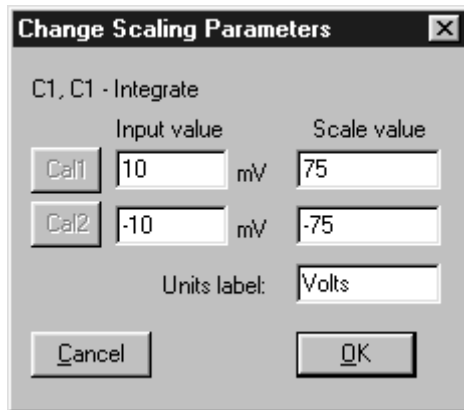 Change Scaling Parameters
C1, C1 - Integrate
Input value Scale value
Cal1 10 mV 75
Cal2 -10 mV -75
Units label: Volts
Cancel OK